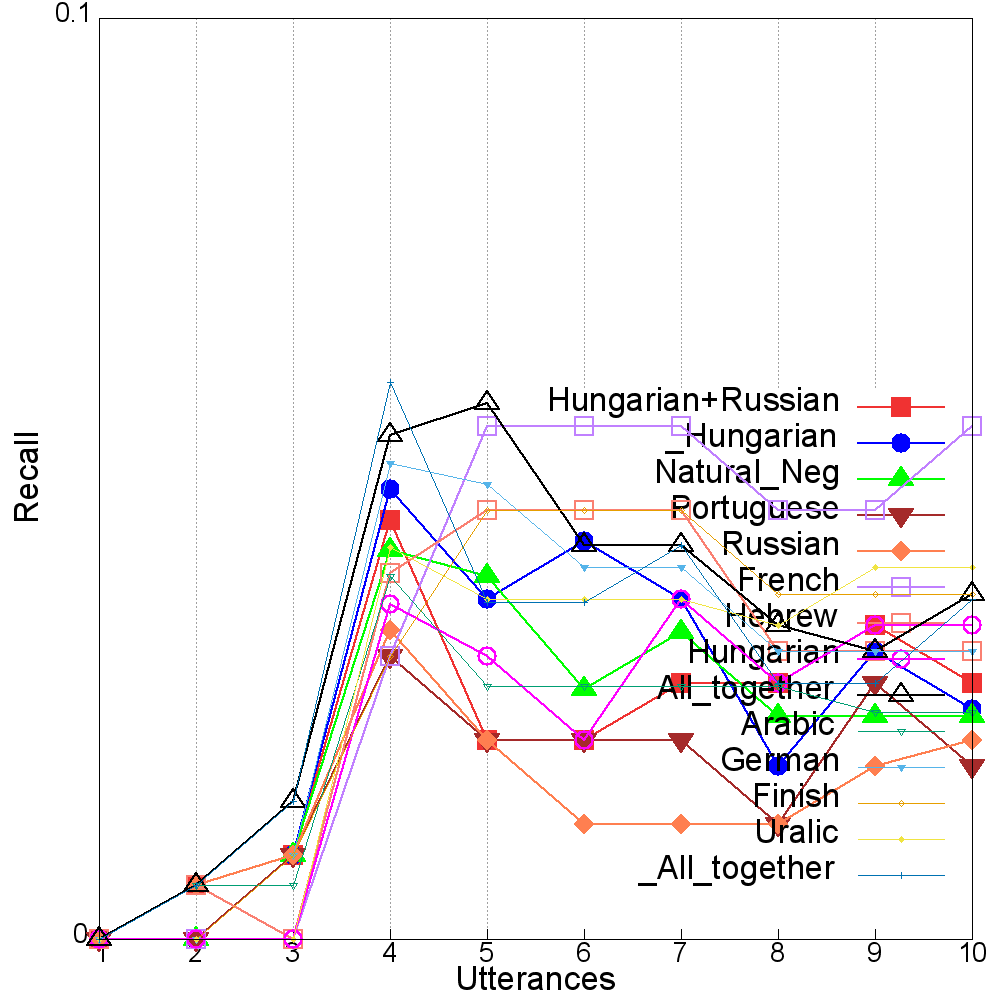 0.1
Recall
Hungarian+Russian
_Hungarian
Natural_Neg
Portuguese
Russian
French
Hebrew
Hungarian
All_together
Arabic
German
Finish
Uralic
_All_together
0
1 2 3 4 5 6 7 8 9 10
Utterances